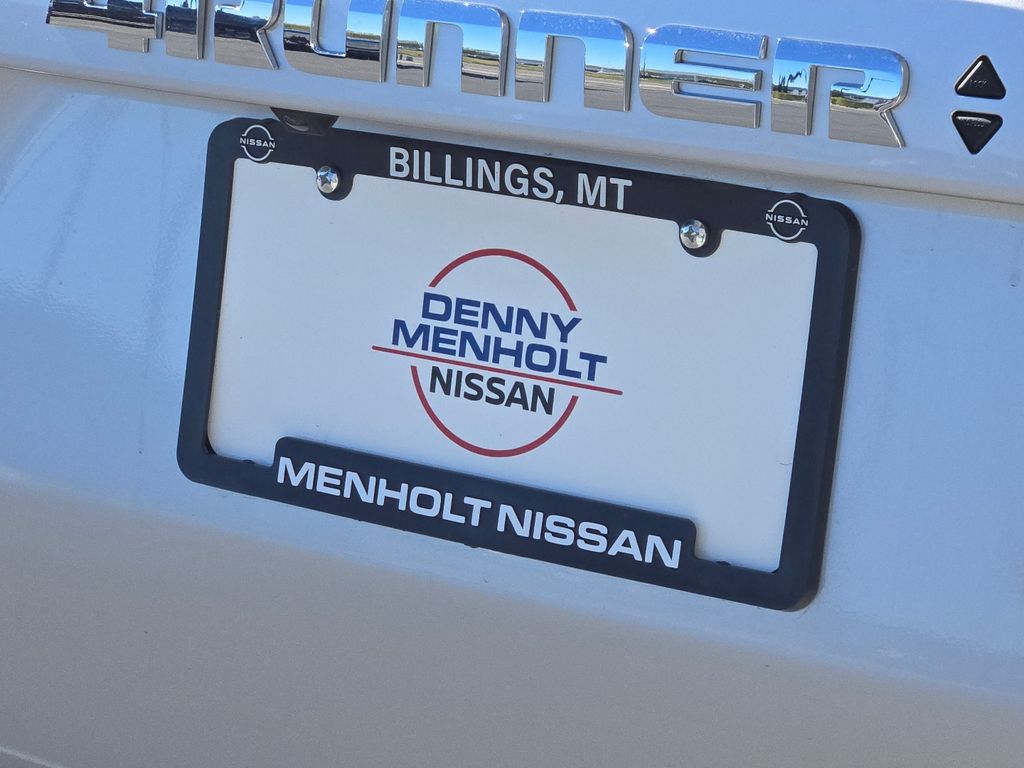 4RUNNER
NISSAN
BILLINGS, MT
NISSAN
DENNY
MENHOLT
NISSAN
MENHOLT NISSAN